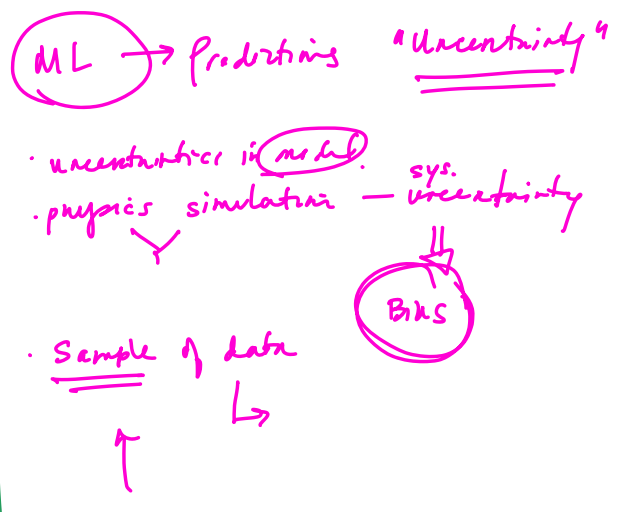 ML → Predictions "Uncertainty"
· uncertainties in model.
· physics simulation — sys. uncertainty
⇓
Bias
· Sample of data